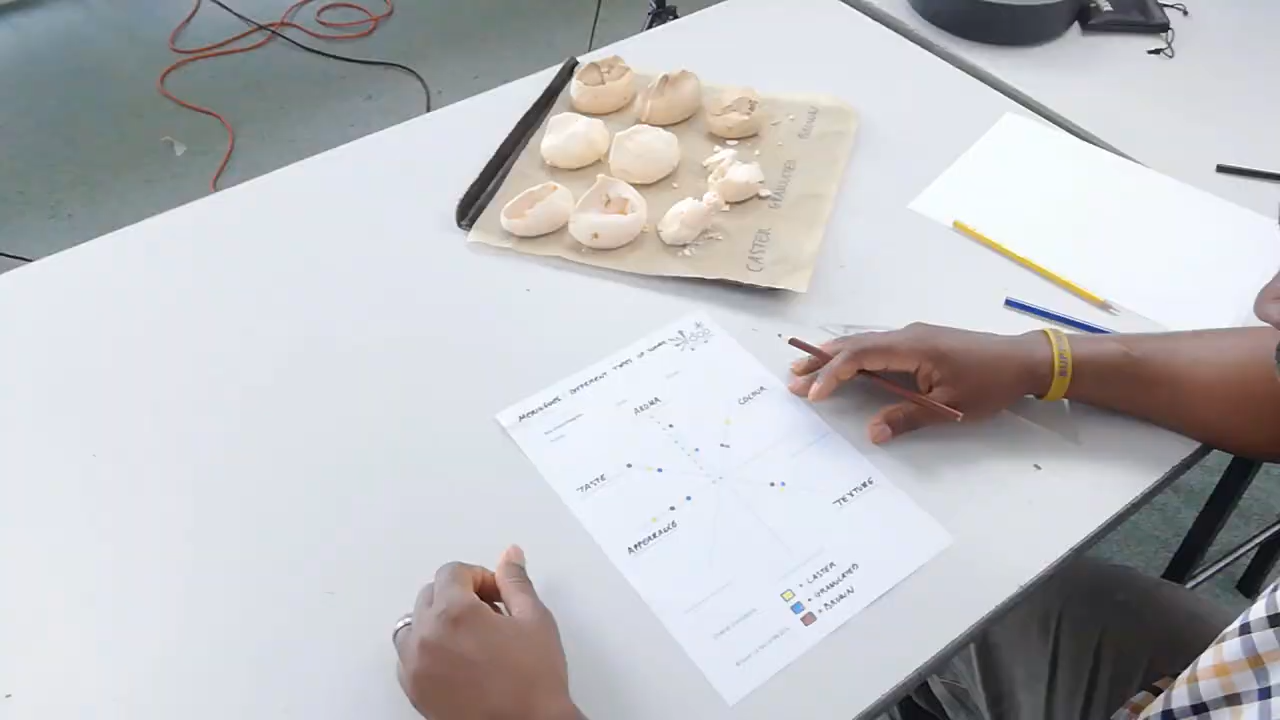 BROWN
GRANULATED
CASTER
MERINGUES DIFFERENT TYPES OF SUGAR
AROMA
COLOUR
TASTE
TEXTURE
APPEARANCE
= CASTER
= GRANULATED
= BROWN